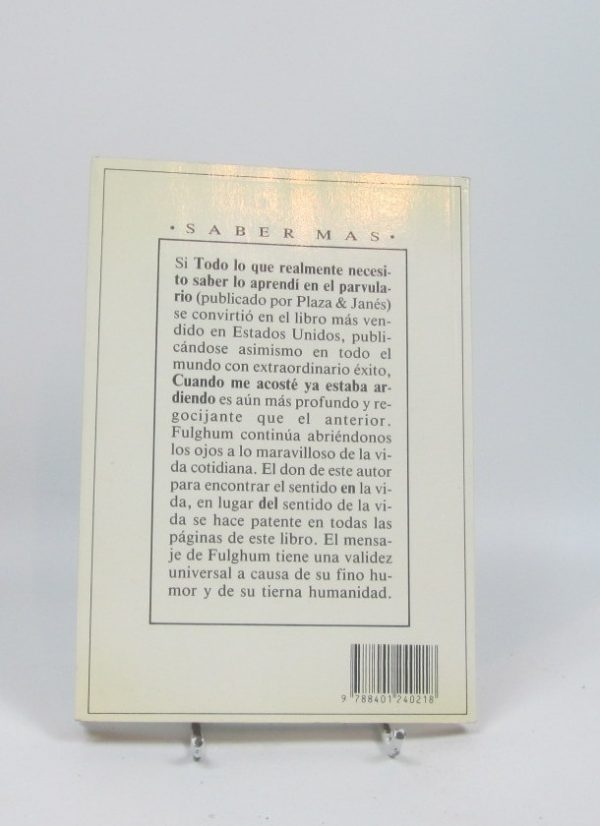 · SABER MAS ·
Si Todo lo que realmente necesi-
to saber lo aprendí en el parvula-
rio (publicado por Plaza & Janés)
se convirtió en el libro más ven-
dido en Estados Unidos, publi-
cándose asimismo en todo el
mundo con extraordinario éxito,
Cuando me acosté ya estaba ar-
diendo es aún más profundo y re-
gocijante que el anterior.
Fulghum continúa abriéndonos
los ojos a lo maravilloso de la vi-
da cotidiana. El don de este autor
para encontrar el sentido en la vi-
da, en lugar del sentido de la vi-
da se hace patente en todas las
páginas de este libro. El mensa-
je de Fulghum tiene una validez
universal a causa de su fino hu-
mor y de su tierna humanidad.
9 788401 240218